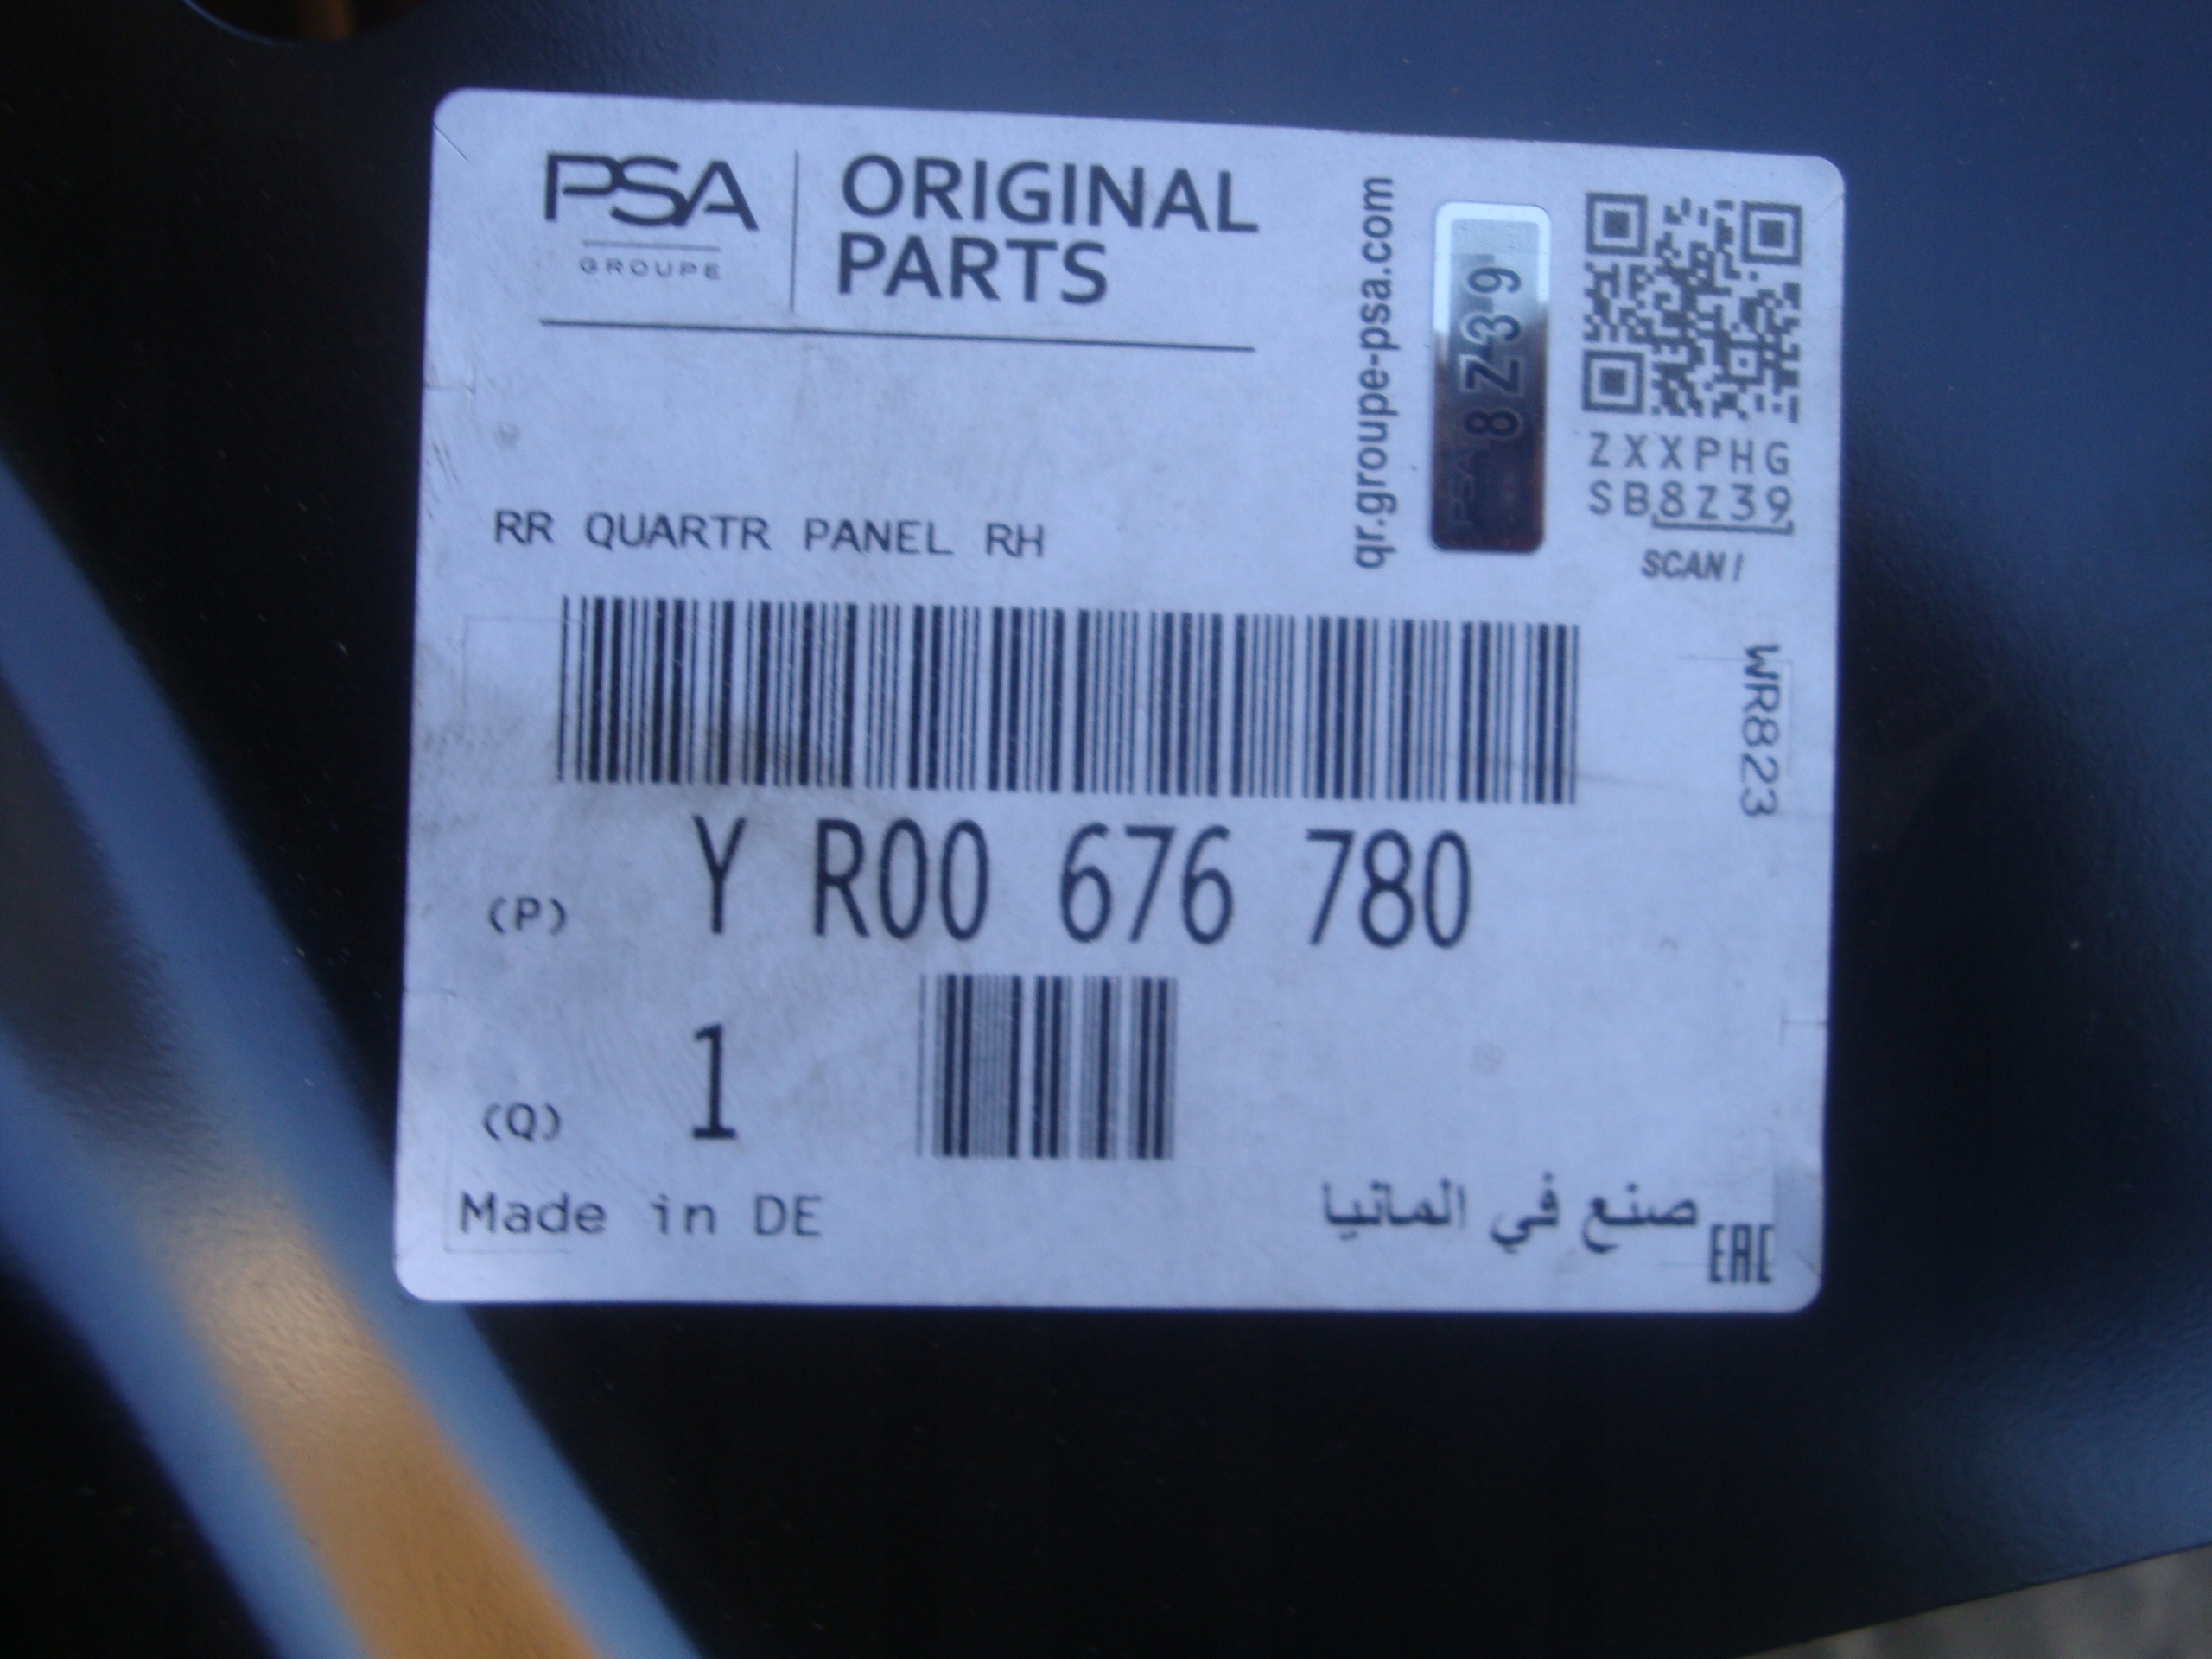 PSA
GROUPE
ORIGINAL
PARTS
qr.groupe-psa.com
8Z39
PSA
ZXXPHG
SB8Z39
SCAN!
RR QUARTR PANEL RH
WR823
(P) Y R00 676 780
(Q) 1
Made in DE
صنع في المانيا
EAC